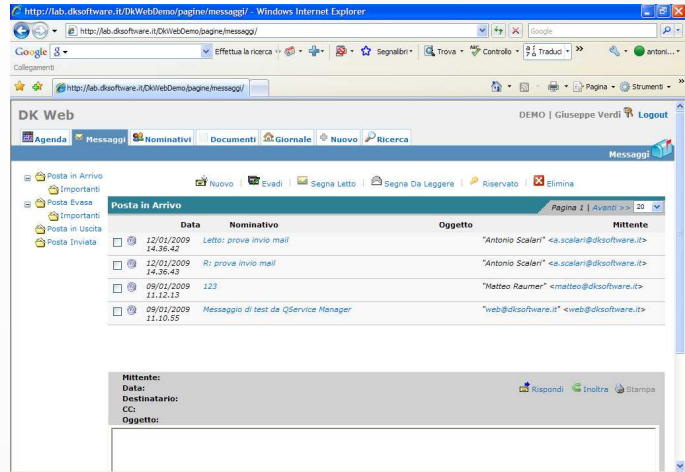 http://lab.dksoftware.it/DkWebDemo/pagine/messaggi/ - Windows Internet Explorer
http://lab.dksoftware.it/DkWebDemo/pagine/messaggi/ Google
Google Effettua la ricerca Segnalibri Trova Controllo Traduci antoni...
Collegamenti
http://lab.dksoftware.it/DkWebDemo/pagine/messaggi/ Pagina Strumenti
DK Web DEMO | Giuseppe Verdi Logout
Agenda Messaggi Nominativi Documenti Giornale Nuovo Ricerca
Messaggi
Posta in Arrivo
Importanti
Posta Evasa
Importanti
Posta in Uscita
Posta Inviata
Nuovo | Evadi | Segna Letto | Segna Da Leggere | Riservato | Elimina
Posta in Arrivo Pagina 1 | Avanti >> 20
Data Nominativo Oggetto Mittente
12/01/2009 14.36.42 Letto: prova invio mail "Antonio Scalari" <a.scalari@dksoftware.it>
12/01/2009 14.36.43 R: prova invio mail "Antonio Scalari" <a.scalari@dksoftware.it>
09/01/2009 11.12.13 123 "Matteo Raumer" <matteo@dksoftware.it>
09/01/2009 11.10.55 Messaggio di test da QService Manager "web@dksoftware.it" <web@dksoftware.it>
Mittente:
Data:
Destinatario:
CC:
Oggetto:
Rispondi Inoltra Stampa